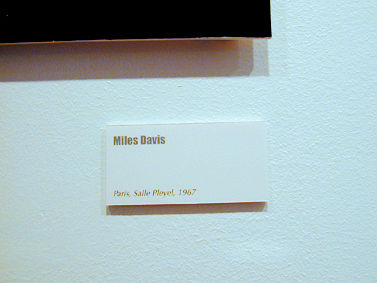 Miles Davis
Paris, Salle Pleyel, 1967